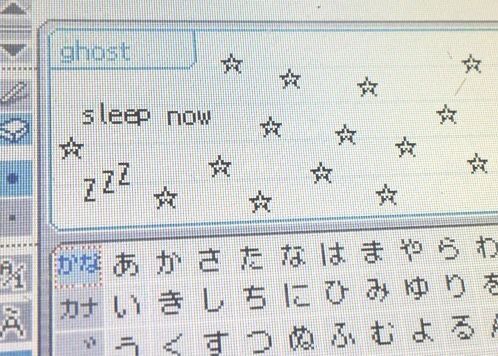 ghost
sleep now
zzz
かな あ か さ た な は ま や ら わ
カナ い き し ち に ひ み ゆ り
う く す つ ぬ ふ む よ る